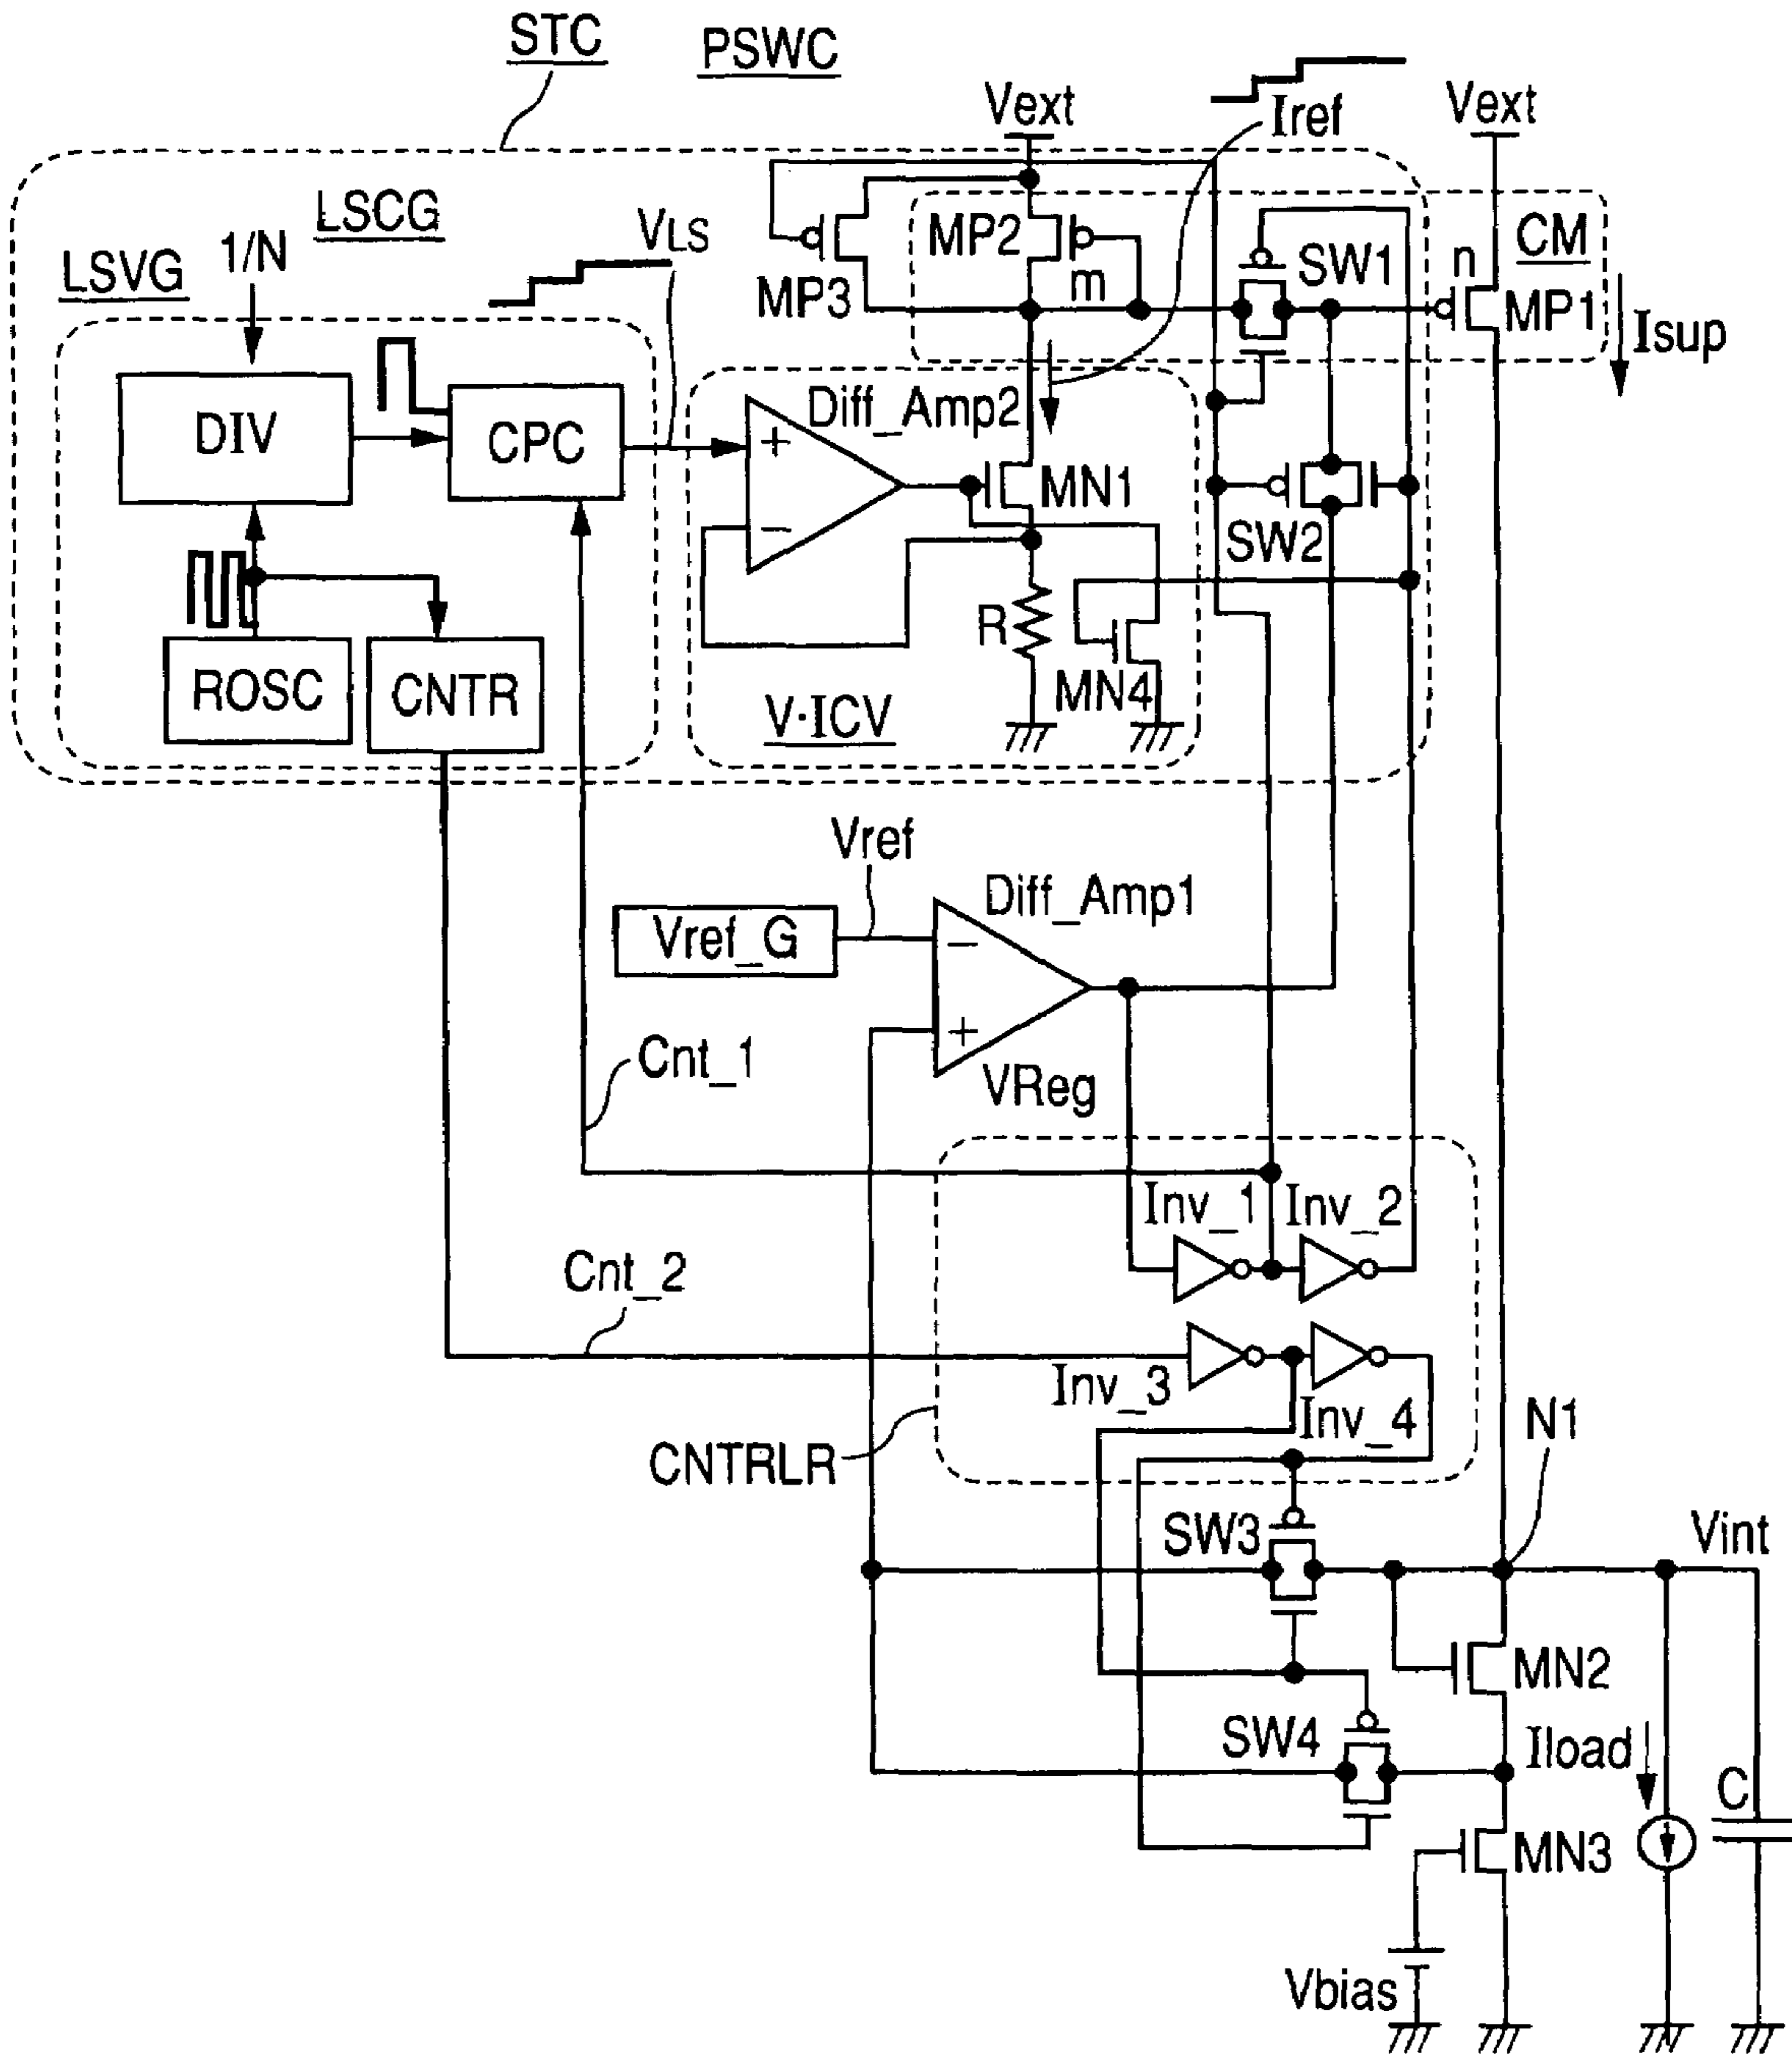 STC
PSWC
Vext
Iref
Vext
LSCG
LSVG
1/N
VLS
MP3
MP2
m
SW1
n
CM
MP1
Isup
DIV
CPC
Diff_Amp2
+
−
MN1
SW2
R
MN4
ROSC
CNTR
V·ICV
Vref
Vref_G
Diff_Amp1
−
+
VReg
Cnt_1
Inv_1
Inv_2
Cnt_2
Inv_3
Inv_4
CNTRLR
N1
SW3
Vint
MN2
SW4
Iload
C
MN3
Vbias